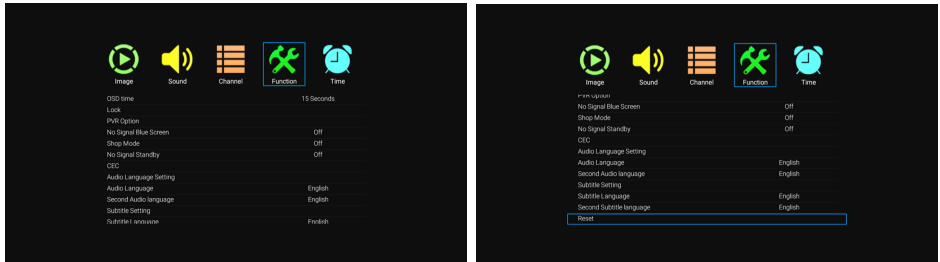 Image Sound Channel Function Time
OSD time 15 Seconds
Lock
PVR Option
No Signal Blue Screen Off
Shop Mode Off
No Signal Standby Off
CEC
Audio Language Setting
Audio Language English
Second Audio language English
Subtitle Setting
Subtitle Language English
Image Sound Channel Function Time
PVR Option
No Signal Blue Screen Off
Shop Mode Off
No Signal Standby Off
CEC
Audio Language Setting
Audio Language English
Second Audio language English
Subtitle Setting
Subtitle Language English
Second Subtitle language English
Reset